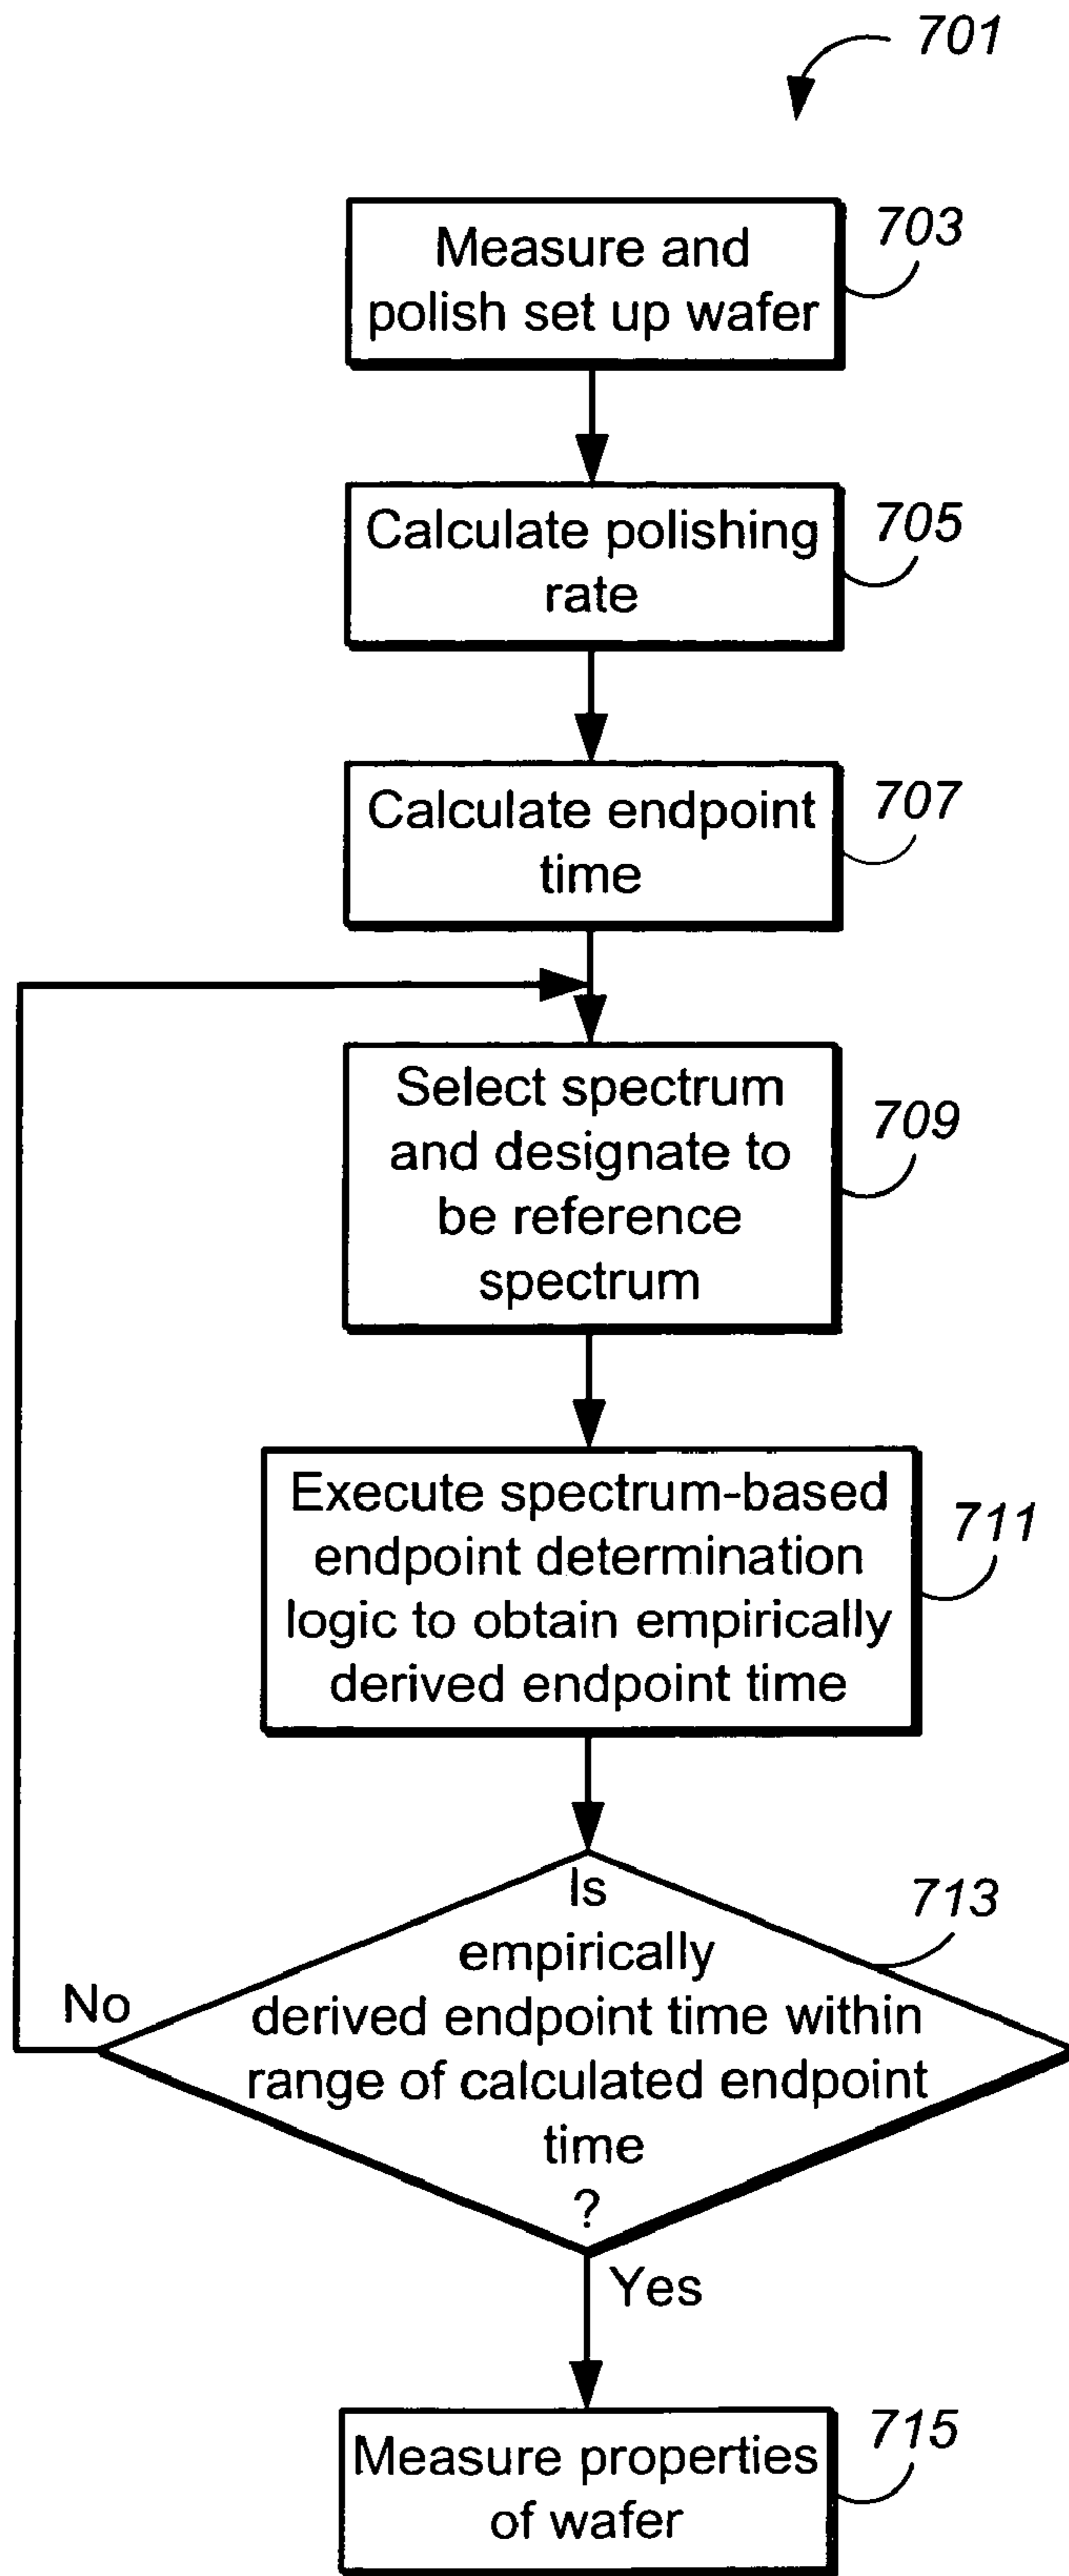 701
Measure and
polish set up wafer
703
Calculate polishing
rate
705
Calculate endpoint
time
707
Select spectrum
and designate to
be reference
spectrum
709
Execute spectrum-based
endpoint determination
logic to obtain empirically
derived endpoint time
711
Is
empirically
derived endpoint time within
range of calculated endpoint
time
?
713
No
Yes
Measure properties
of wafer
715